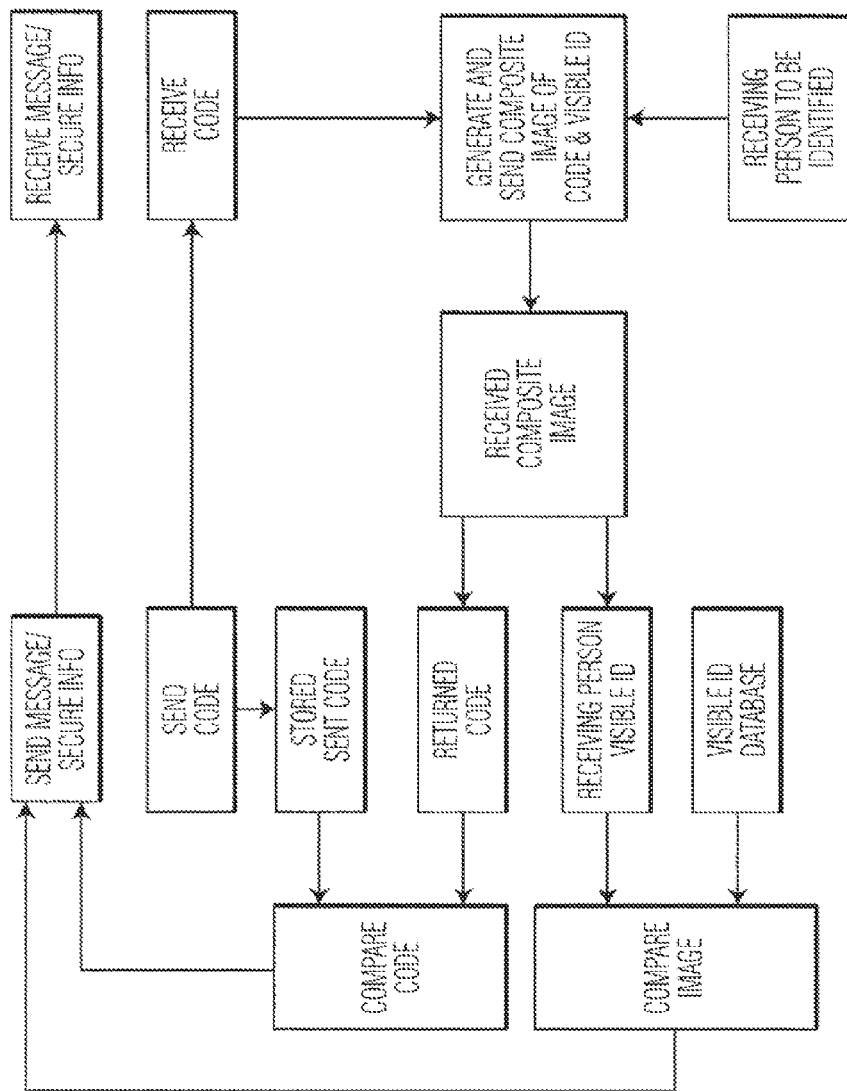 SEND MESSAGE/
SECURE INFO
RECEIVE MESSAGE/
SECURE INFO
SEND
CODE
RECEIVE
CODE
STORED
SENT CODE
COMPARE
CODE
RETURNED
CODE
RECEIVED
COMPOSITE
IMAGE
GENERATE AND
SEND COMPOSITE
IMAGE OF
CODE & VISIBLE ID
RECEIVING PERSON
VISIBLE ID
COMPARE
IMAGE
VISIBLE ID
DATABASE
RECEIVING
PERSON TO BE
IDENTIFIED